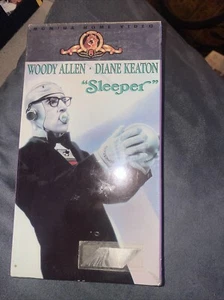 WOODY ALLEN · DIANE KEATON
"Sleeper"